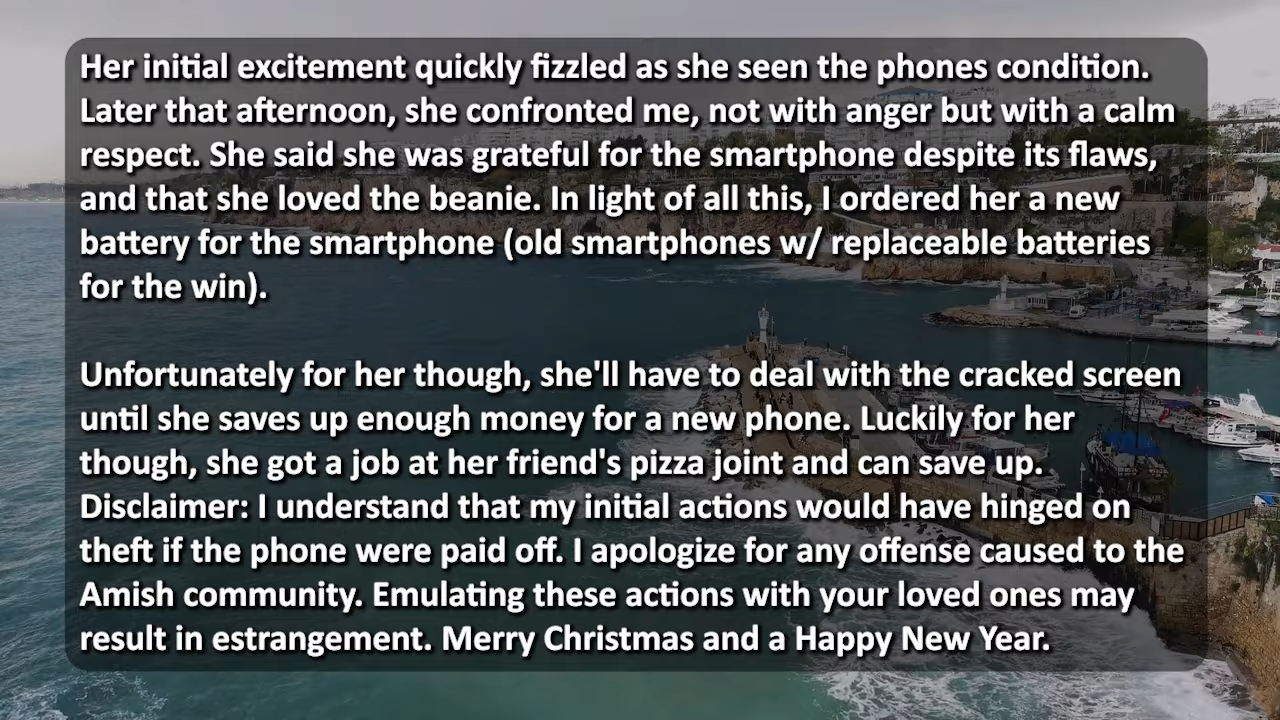 Her initial excitement quickly fizzled as she seen the phones condition.
Later that afternoon, she confronted me, not with anger but with a calm
respect. She said she was grateful for the smartphone despite its flaws,
and that she loved the beanie. In light of all this, I ordered her a new
battery for the smartphone (old smartphones w/ replaceable batteries
for the win).
Unfortunately for her though, she'll have to deal with the cracked screen
until she saves up enough money for a new phone. Luckily for her
though, she got a job at her friend's pizza joint and can save up.
Disclaimer: I understand that my initial actions would have hinged on
theft if the phone were paid off. I apologize for any offense caused to the
Amish community. Emulating these actions with your loved ones may
result in estrangement. Merry Christmas and a Happy New Year.